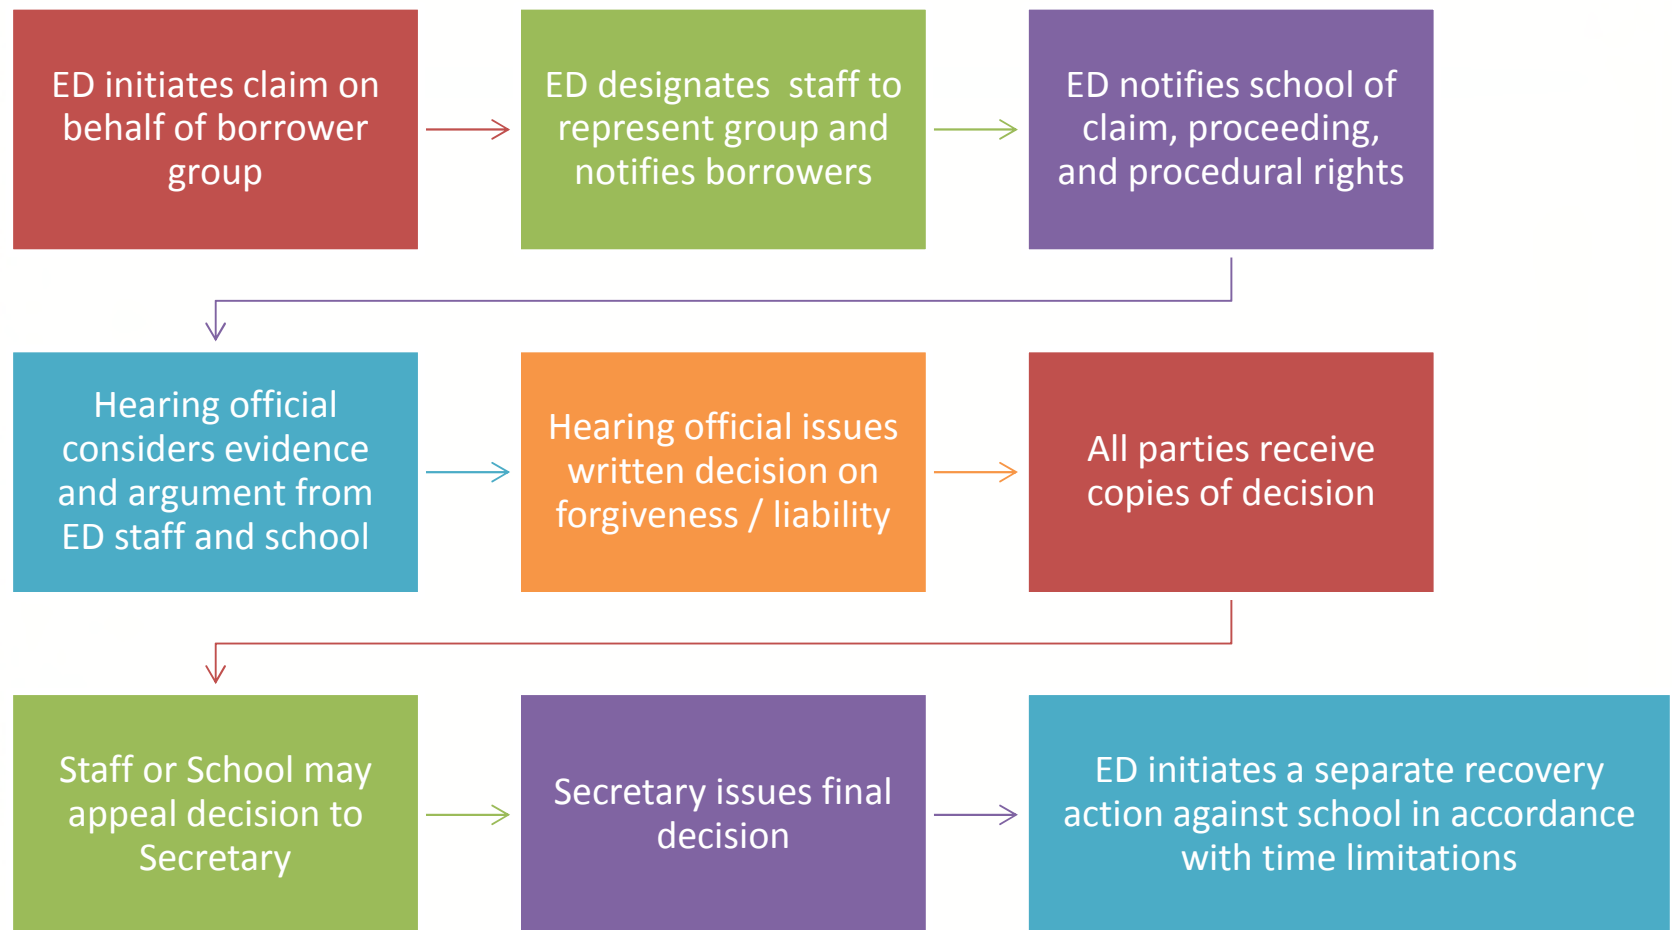 ED initiates claim on
behalf of borrower
group
ED designates  staff to
represent group and
notifies borrowers
ED notifies school of
claim, proceeding,
and procedural rights
Hearing official
considers evidence
and argument from
ED staff and school
Hearing official issues
written decision on
forgiveness / liability
All parties receive
copies of decision
Staff or School may
appeal decision to
Secretary
Secretary issues final
decision
ED initiates a separate recovery
action against school in accordance
with time limitations